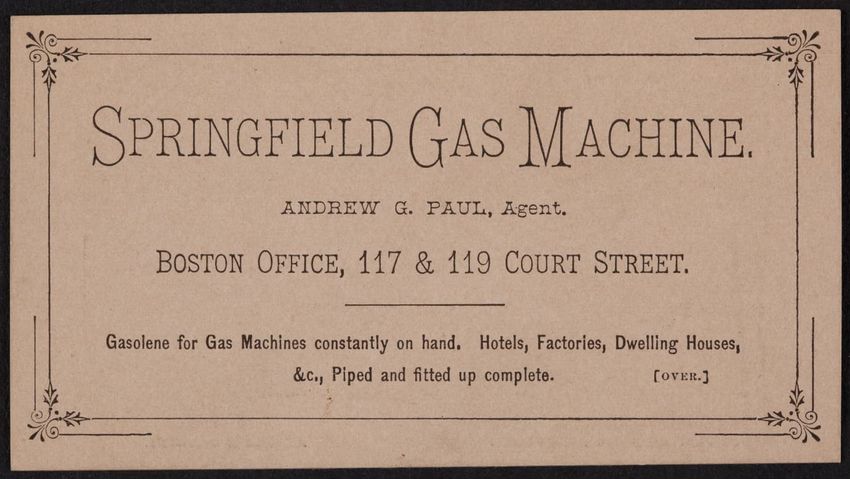 SPRINGFIELD GAS MACHINE.
ANDREW G. PAUL, Agent.
BOSTON OFFICE, 117 & 119 COURT STREET.
Gasolene for Gas Machines constantly on hand. Hotels, Factories, Dwelling Houses,
&c., Piped and fitted up complete. [OVER.]